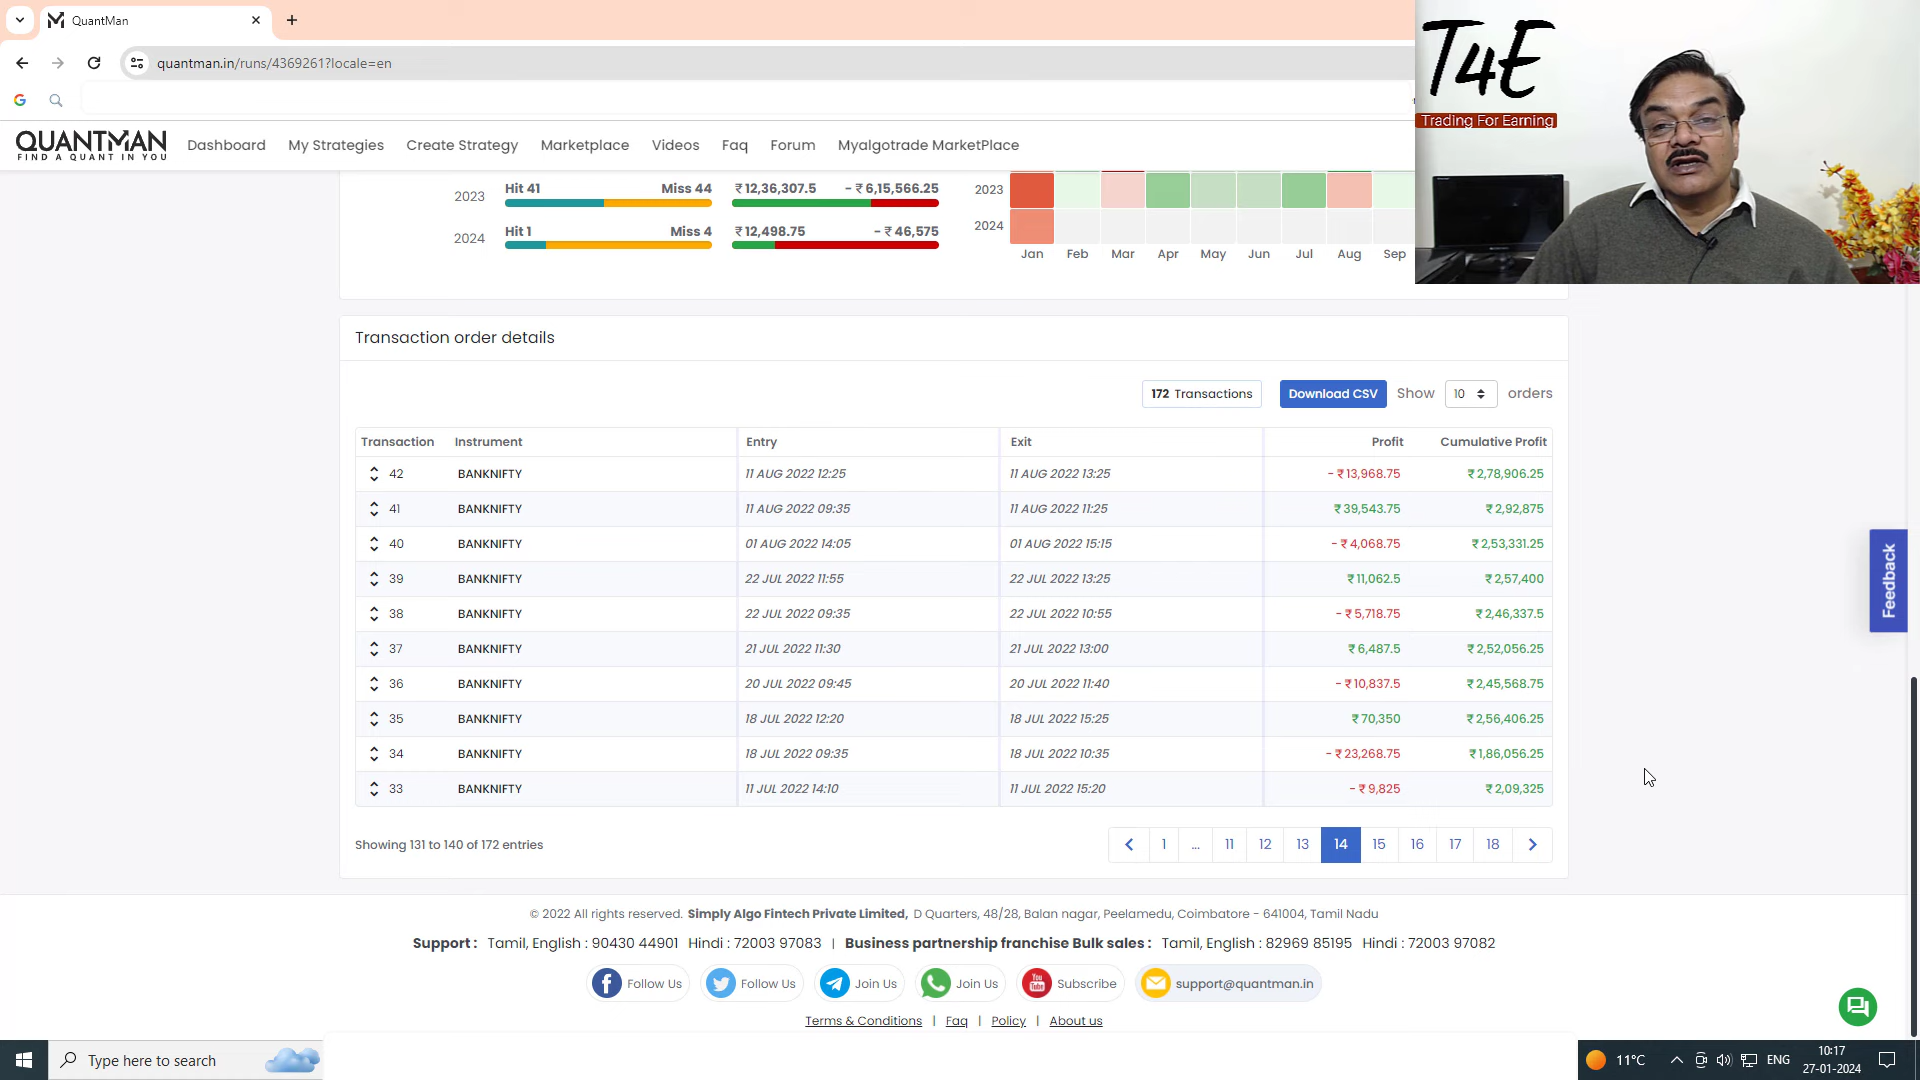 QuantMan
quantman.in/runs/4369261?locale=en
T4E
Trading For Earning
QUANTMAN
FIND A QUANT IN YOU
Dashboard My Strategies Create Strategy Marketplace Videos Faq Forum Myalgotrade MarketPlace
2023 Hit 41 Miss 44 ₹ 12,36,307.5 - ₹ 6,15,566.25 2023
2024 Hit 1 Miss 4 ₹ 12,498.75 - ₹ 46,575 2024
Jan Feb Mar Apr May Jun Jul Aug Sep
Transaction order details
172 Transactions Download CSV Show 10 orders
Transaction Instrument Entry Exit Profit Cumulative Profit
42 BANKNIFTY 11 AUG 2022 12:25 11 AUG 2022 13:25 - ₹ 13,968.75 ₹ 2,78,906.25
41 BANKNIFTY 11 AUG 2022 09:35 11 AUG 2022 11:25 ₹ 39,543.75 ₹ 2,92,875
40 BANKNIFTY 01 AUG 2022 14:05 01 AUG 2022 15:15 - ₹ 4,068.75 ₹ 2,53,331.25
39 BANKNIFTY 22 JUL 2022 11:55 22 JUL 2022 13:25 ₹ 11,062.5 ₹ 2,57,400
38 BANKNIFTY 22 JUL 2022 09:35 22 JUL 2022 10:55 - ₹ 5,718.75 ₹ 2,46,337.5
37 BANKNIFTY 21 JUL 2022 11:30 21 JUL 2022 13:00 ₹ 6,487.5 ₹ 2,52,056.25
36 BANKNIFTY 20 JUL 2022 09:45 20 JUL 2022 11:40 - ₹ 10,837.5 ₹ 2,45,568.75
35 BANKNIFTY 18 JUL 2022 12:20 18 JUL 2022 15:25 ₹ 70,350 ₹ 2,56,406.25
34 BANKNIFTY 18 JUL 2022 09:35 18 JUL 2022 10:35 - ₹ 23,268.75 ₹ 1,86,056.25
33 BANKNIFTY 11 JUL 2022 14:10 11 JUL 2022 15:20 - ₹ 9,825 ₹ 2,09,325
Showing 131 to 140 of 172 entries 1 ... 11 12 13 14 15 16 17 18
Feedback
© 2022 All rights reserved. Simply Algo Fintech Private Limited, D Quarters, 48/28, Balan nagar, Peelamedu, Coimbatore - 641004, Tamil Nadu
Support : Tamil, English : 90430 44901 Hindi : 72003 97083 | Business partnership franchise Bulk sales : Tamil, English : 82969 85195 Hindi : 72003 97082
Follow Us Follow Us Join Us Join Us Subscribe support@quantman.in
Terms & Conditions | Faq | Policy | About us
Type here to search 11°C ENG 10:17
27-01-2024